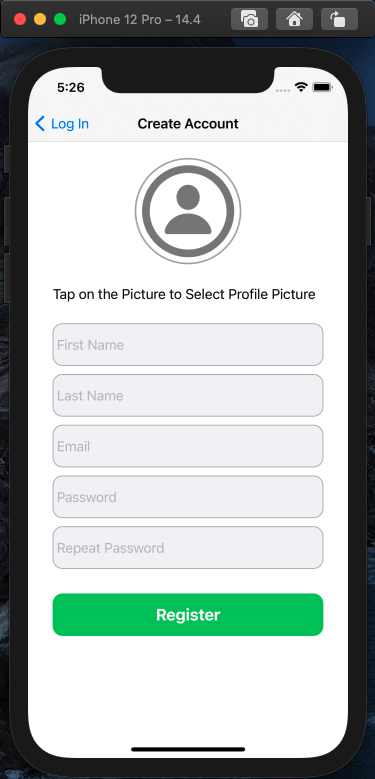 iPhone 12 Pro – 14.4
5:26
Log In
Create Account
Tap on the Picture to Select Profile Picture
First Name
Last Name
Email
Password
Repeat Password
Register